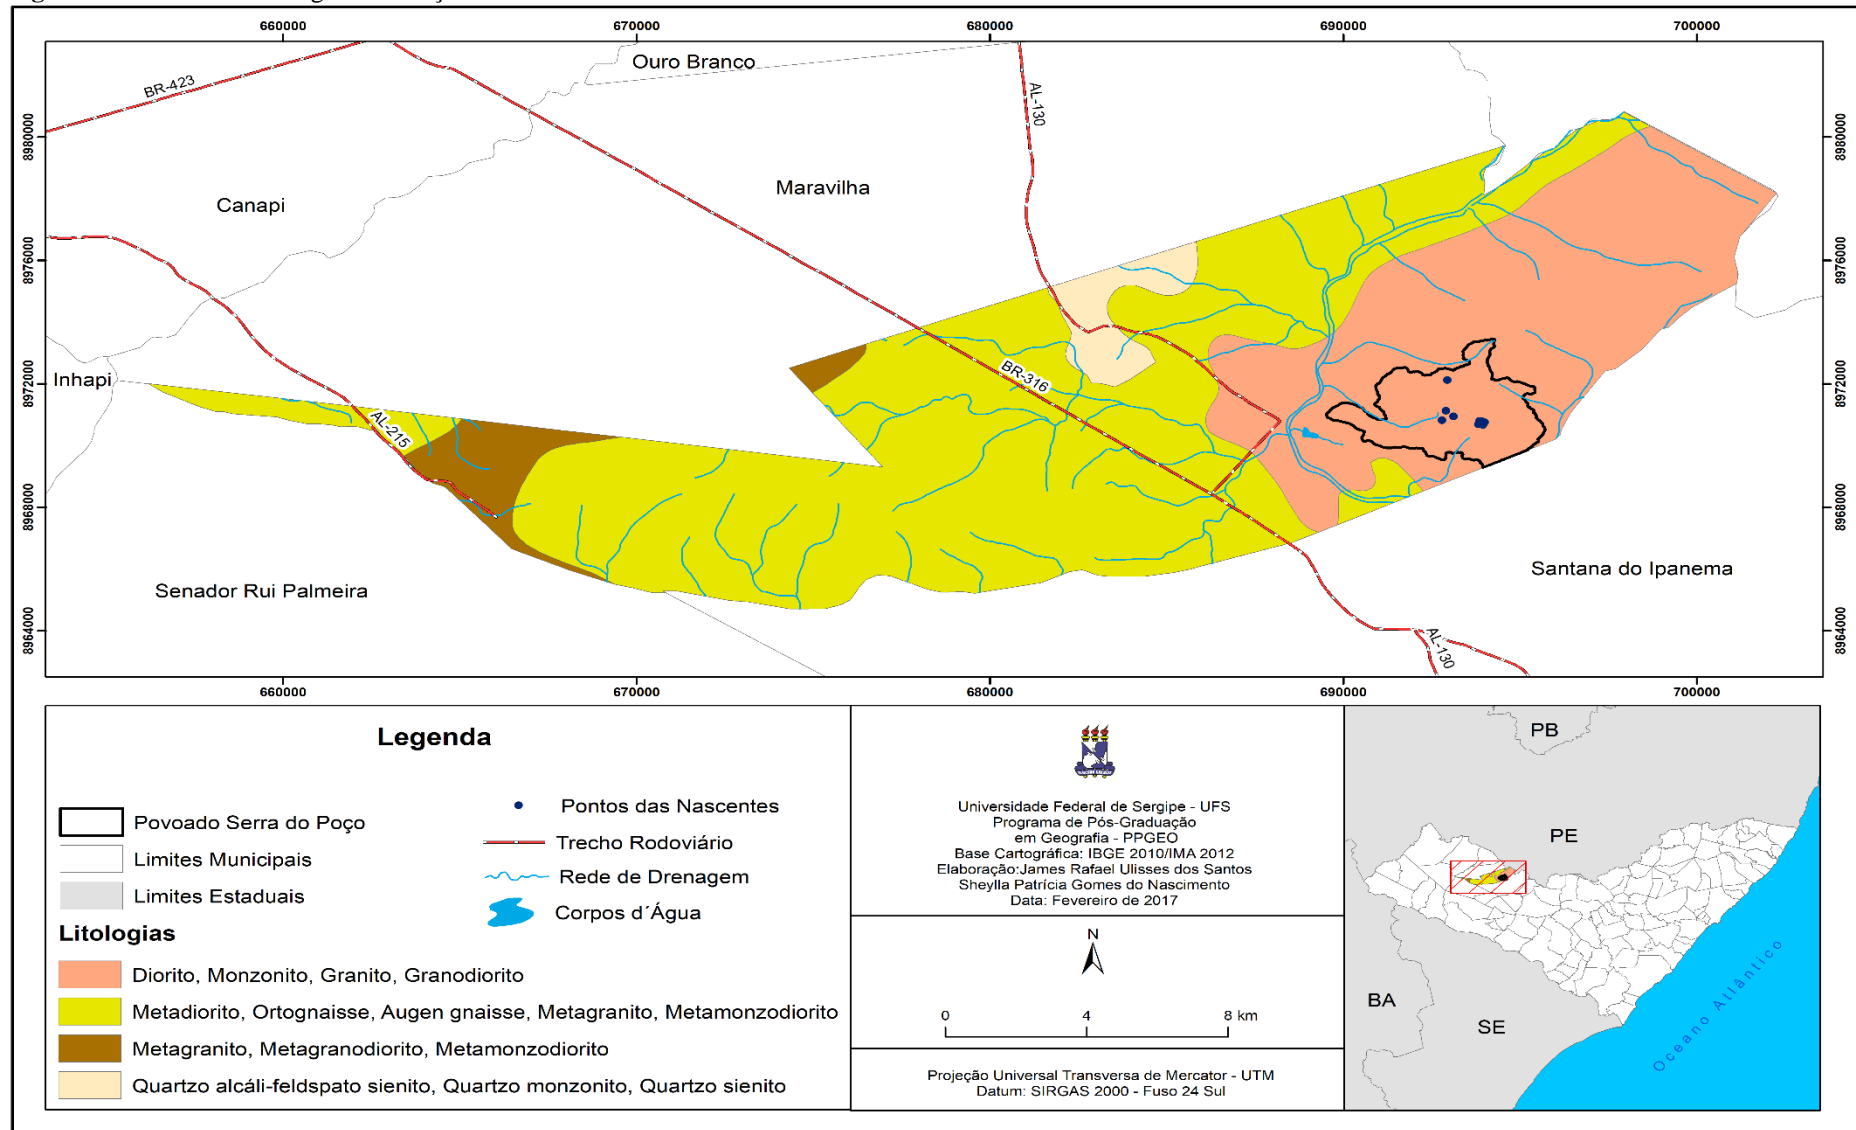 660000
670000
680000
690000
700000
Ouro Branco
BR-423
AL-130
8980000
8980000
Maravilha
Canapi
8976000
8976000
8972000
8972000
Inhapi
BR-316
AL-215
8968000
8968000
Santana do Ipanema
Senador Rui Palmeira
8964000
8964000
AL-130
660000
670000
680000
690000
700000
Legenda
Povoado Serra do Poço
Limites Municipais
Limites Estaduais
Pontos das Nascentes
Trecho Rodoviário
Rede de Drenagem
Corpos d´Água
Litologias
Diorito, Monzonito, Granito, Granodiorito
Metadiorito, Ortognaisse, Augen gnaisse, Metagranito, Metamonzodiorito
Metagranito, Metagranodiorito, Metamonzodiorito
Quartzo alcáli-feldspato sienito, Quartzo monzonito, Quartzo sienito
Universidade Federal de Sergipe - UFS
Programa de Pós-Graduação
em Geografia - PPGEO
Base Cartográfica: IBGE 2010/IMA 2012
Elaboração:James Rafael Ulisses dos Santos
Sheylla Patrícia Gomes do Nascimento
Data: Fevereiro de 2017
N
0 4 8 km
Projeção Universal Transversa de Mercator - UTM
Datum: SIRGAS 2000 - Fuso 24 Sul
PB
PE
BA
SE
Oceano Atlântico